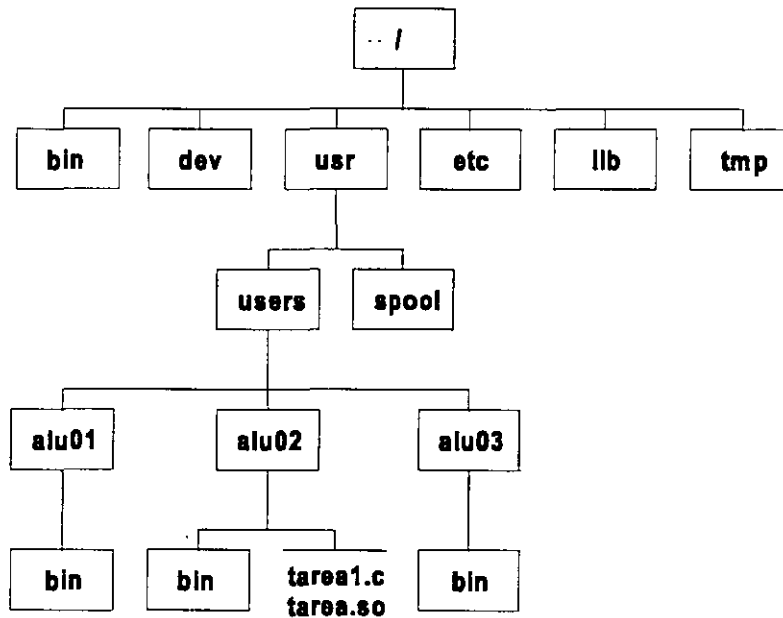 /
bin dev usr etc lib tmp
users spool
alu01 alu02 alu03
bin bin tarea1.c bin
tarea.so